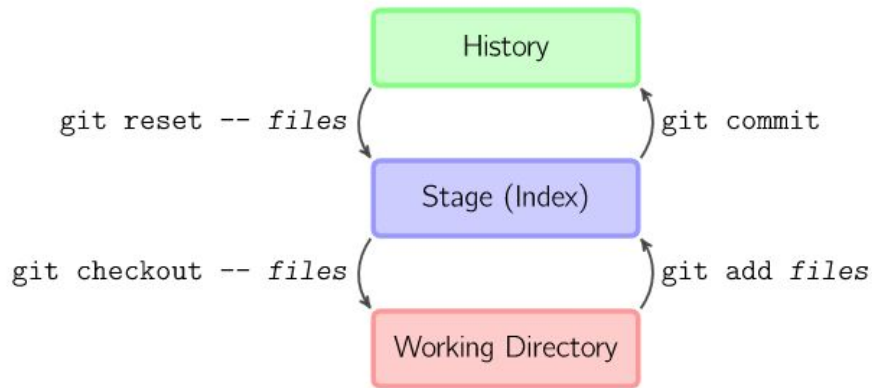 History
git reset -- files
git commit
Stage (Index)
git checkout -- files
git add files
Working Directory